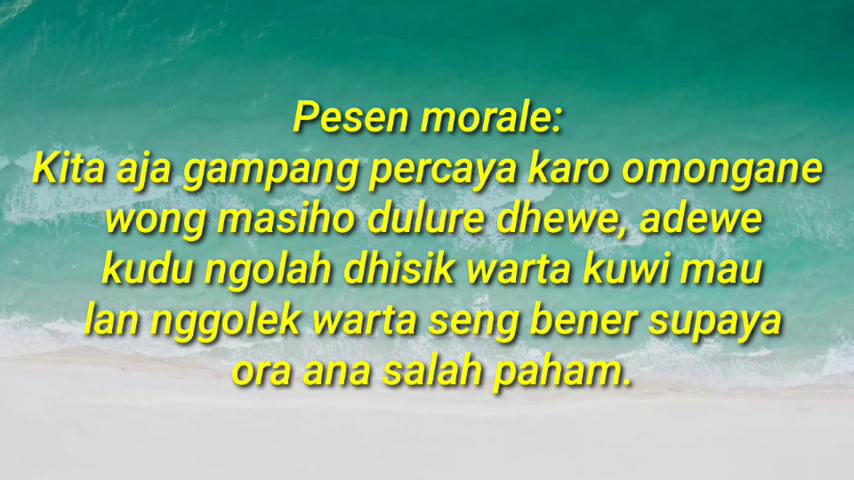 Pesen morale:
Kita aja gampang percaya karo omongane
wong masiho dulure dhewe, adewe
kudu ngolah dhisik warta kuwi mau
lan nggolek warta seng bener supaya
ora ana salah paham.